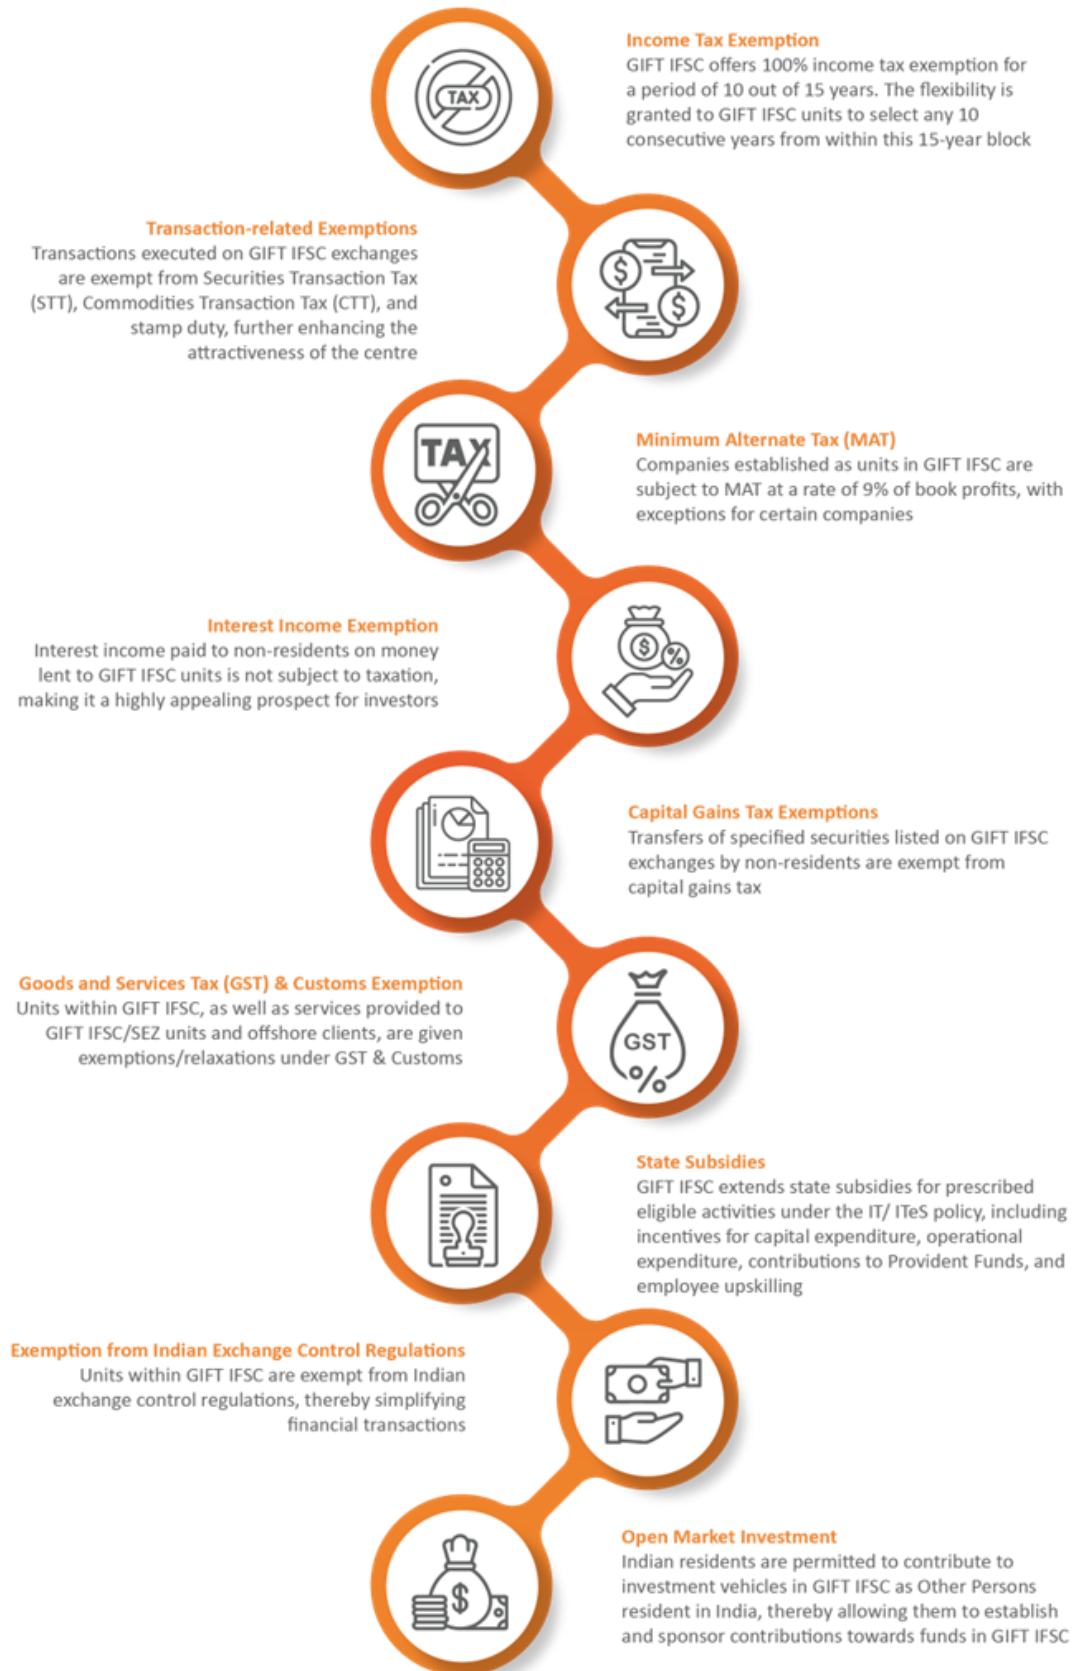 TAX
Income Tax Exemption
GIFT IFSC offers 100% income tax exemption for
a period of 10 out of 15 years. The flexibility is
granted to GIFT IFSC units to select any 10
consecutive years from within this 15-year block
Transaction-related Exemptions
Transactions executed on GIFT IFSC exchanges
are exempt from Securities Transaction Tax
(STT), Commodities Transaction Tax (CTT), and
stamp duty, further enhancing the
attractiveness of the centre
$
$
TAX
Minimum Alternate Tax (MAT)
Companies established as units in GIFT IFSC are
subject to MAT at a rate of 9% of book profits, with
exceptions for certain companies
Interest Income Exemption
Interest income paid to non-residents on money
lent to GIFT IFSC units is not subject to taxation,
making it a highly appealing prospect for investors
$
%
Capital Gains Tax Exemptions
Transfers of specified securities listed on GIFT IFSC
exchanges by non-residents are exempt from
capital gains tax
Goods and Services Tax (GST) & Customs Exemption
Units within GIFT IFSC, as well as services provided to
GIFT IFSC/SEZ units and offshore clients, are given
exemptions/relaxations under GST & Customs
GST
%
State Subsidies
GIFT IFSC extends state subsidies for prescribed
eligible activities under the IT/ ITeS policy, including
incentives for capital expenditure, operational
expenditure, contributions to Provident Funds, and
employee upskilling
Exemption from Indian Exchange Control Regulations
Units within GIFT IFSC are exempt from Indian
exchange control regulations, thereby simplifying
financial transactions
$
Open Market Investment
Indian residents are permitted to contribute to
investment vehicles in GIFT IFSC as Other Persons
resident in India, thereby allowing them to establish
and sponsor contributions towards funds in GIFT IFSC